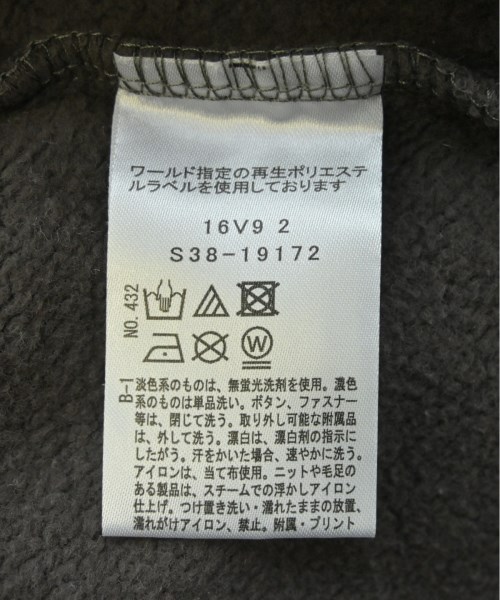 ワールド指定の再生ポリエステ
ルラベルを使用しております
16V9 2
S38-19172
NO. 432
W
B-1
淡色系のものは、無蛍光洗剤を使用。濃色
系のものは単品洗い。ボタン、ファスナー
等は、閉じて洗う。取り外し可能な附属品
は、外して洗う。漂白は、漂白剤の指示に
したがう。汗をかいた場合、速やかに洗う。
アイロンは、当て布使用。ニットや毛足の
ある製品は、スチームでの浮かしアイロン
仕上げ。つけ置き洗い・濡れたままの放置、
濡れがけアイロン、禁止。附属・プリント